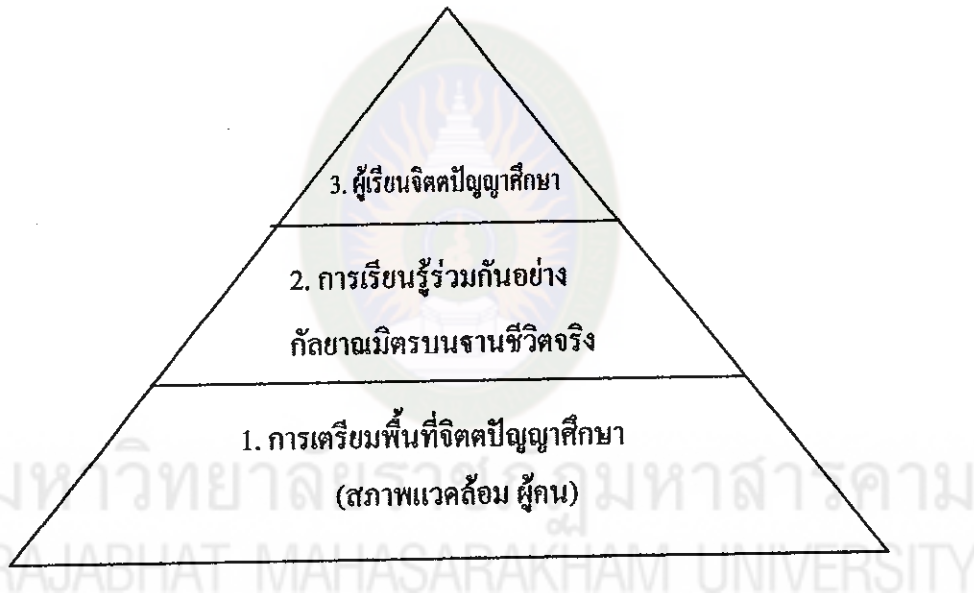 3. ผู้เรียนจิตตปัญญาศึกษา
2. การเรียนรู้ร่วมกันอย่าง
กัลยาณมิตรบนฐานชีวิตจริง
1. การเตรียมพื้นที่จิตตปัญญาศึกษา
(สภาพแวดล้อม ผู้คน)
มหาวิทยาลัยราชภัฏมหาสารคาม
RAJABHAT MAHASARAKHAM UNIVERSITY